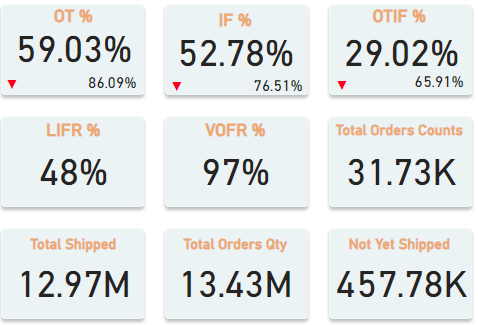 OT %
59.03%
▼ 86.09%
IF %
52.78%
▼ 76.51%
OTIF %
29.02%
▼ 65.91%
LIFR %
48%
VOFR %
97%
Total Orders Counts
31.73K
Total Shipped
12.97M
Total Orders Qty
13.43M
Not Yet Shipped
457.78K